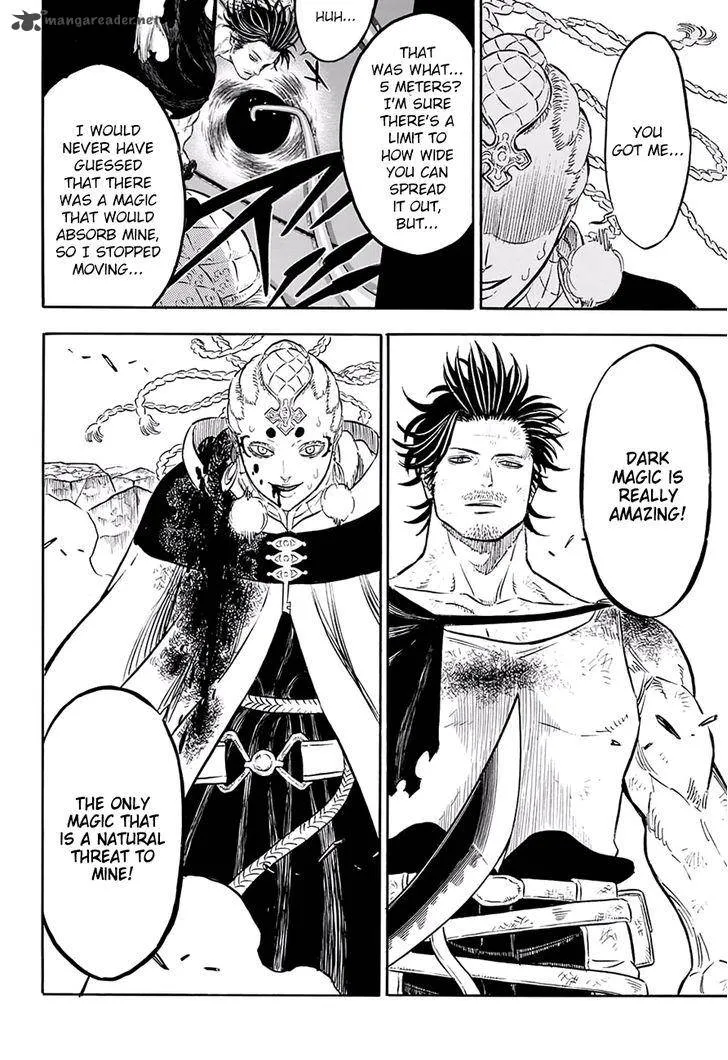 YOU
GOT ME...
THAT
WAS WHAT...
5 METERS?
I'M SURE
THERE'S A
LIMIT TO
HOW WIDE
YOU CAN
SPREAD
IT OUT,
BUT...
HUH...
I WOULD
NEVER HAVE
GUESSED
THAT THERE
WAS A MAGIC
THAT WOULD
ABSORB MINE,
SO I STOPPED
MOVING...
DARK
MAGIC IS
REALLY
AMAZING!
THE ONLY
MAGIC THAT
IS A NATURAL
THREAT TO
MINE!
mangareader.net